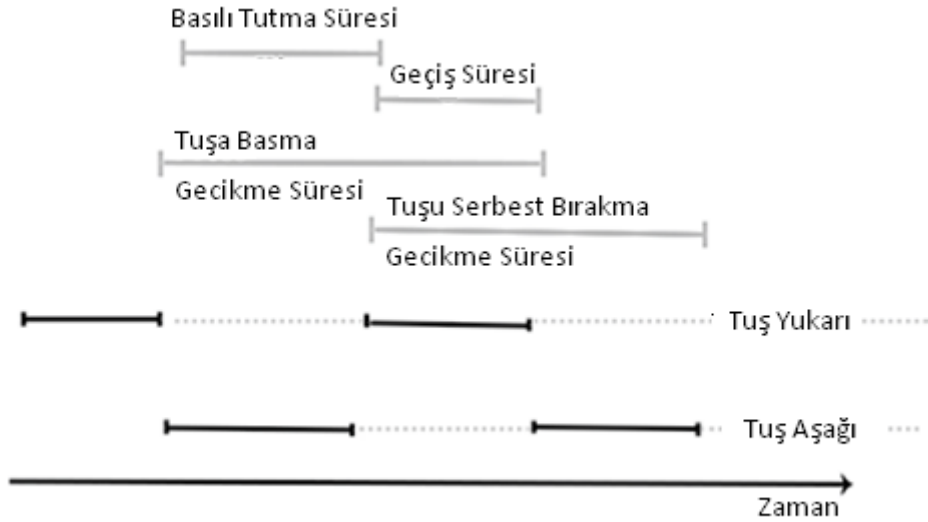 Basılı Tutma Süresi
Geçiş Süresi
Tuşa Basma
Gecikme Süresi
Tuşu Serbest Bırakma
Gecikme Süresi
Tuş Yukarı
Tuş Aşağı
Zaman